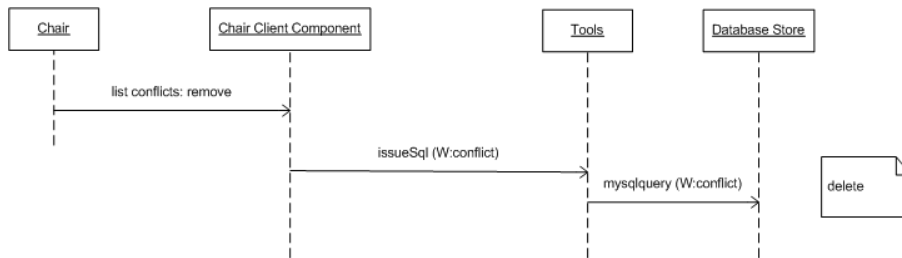 Chair
Chair Client Component
Tools
Database Store
list conflicts: remove
issueSql (W:conflict)
mysqlquery (W:conflict)
delete